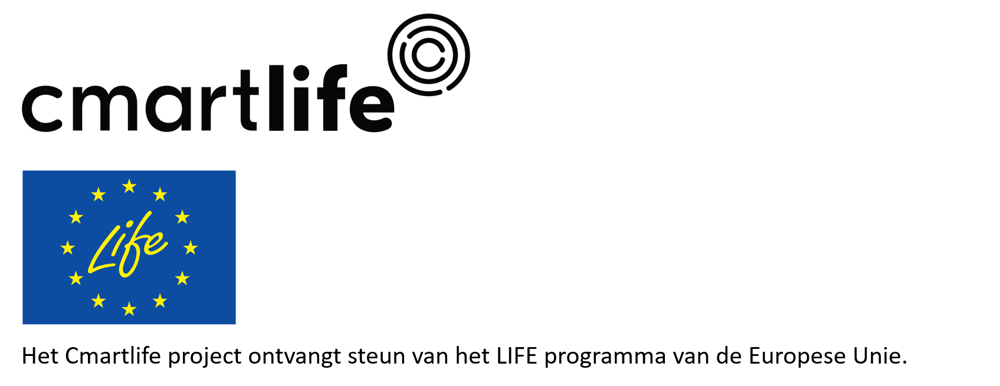 cmartlife
Life
Het Cmartlife project ontvangt steun van het LIFE programma van de Europese Unie.